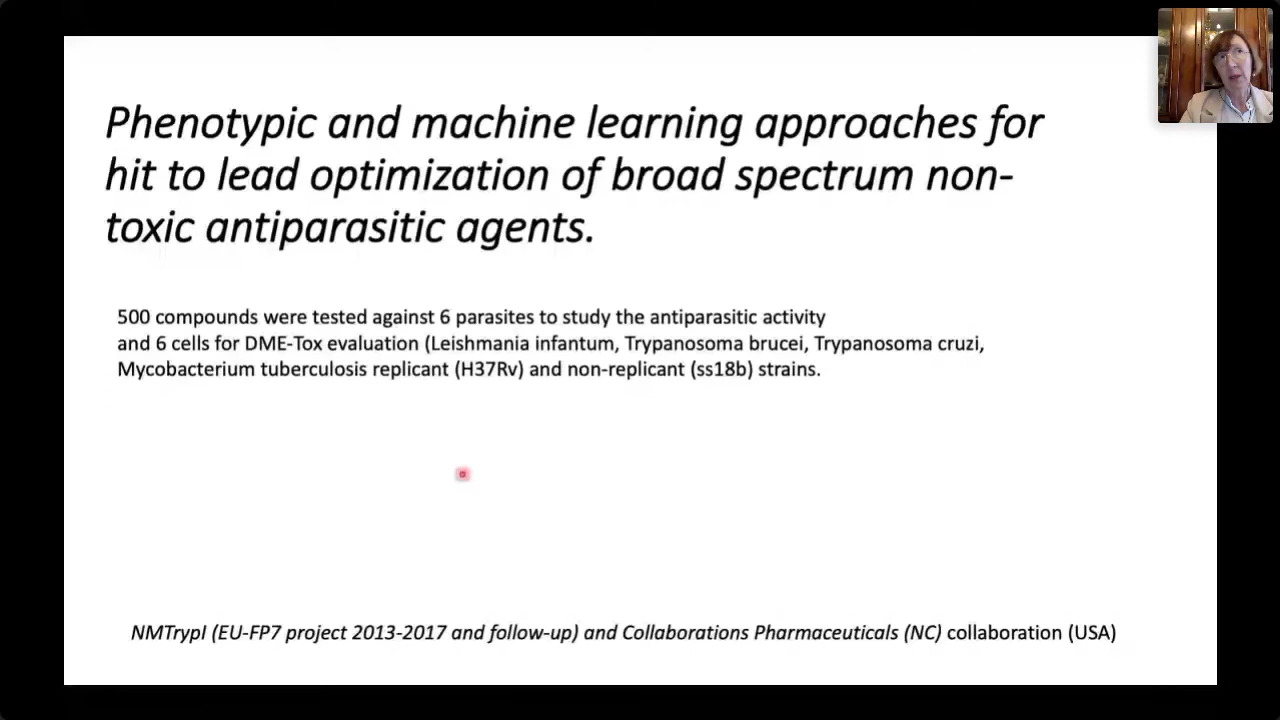 Phenotypic and machine learning approaches for
hit to lead optimization of broad spectrum non-
toxic antiparasitic agents.
500 compounds were tested against 6 parasites to study the antiparasitic activity
and 6 cells for DME-Tox evaluation (Leishmania infantum, Trypanosoma brucei, Trypanosoma cruzi,
Mycobacterium tuberculosis replicant (H37Rv) and non-replicant (ss18b) strains.
NMTrypI (EU-FP7 project 2013-2017 and follow-up) and Collaborations Pharmaceuticals (NC) collaboration (USA)